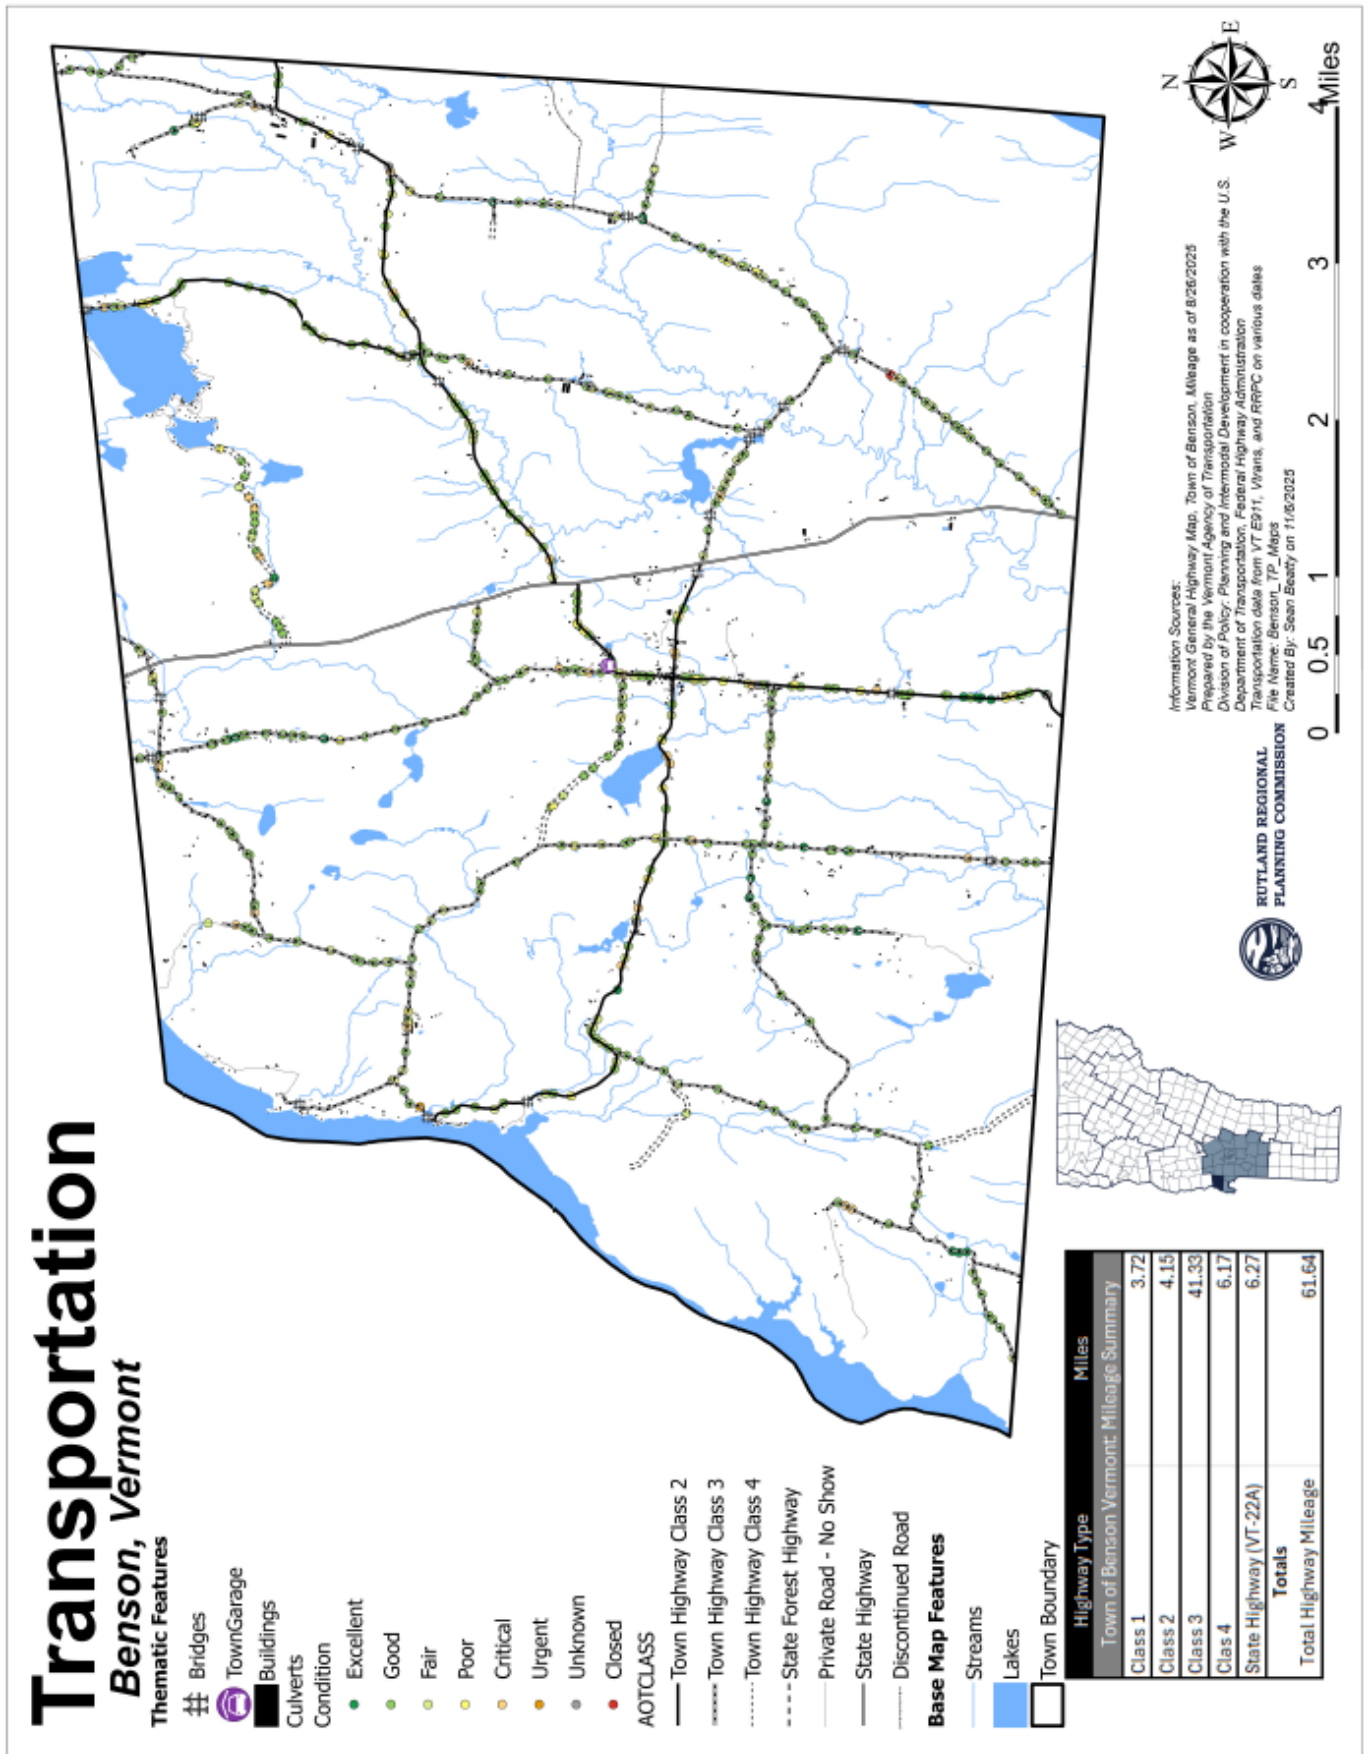 Transportation
Benson, Vermont
Thematic Features
Bridges
TownGarage
Buildings
Culverts
Condition
Excellent
Good
Fair
Poor
Critical
Urgent
Unknown
Closed
AOTCLASS
Town Highway Class 2
Town Highway Class 3
Town Highway Class 4
State Forest Highway
Private Road - No Show
State Highway
Discontinued Road
Base Map Features
Streams
Lakes
Town Boundary
Highway Type Miles
Town of Benson Vermont: Mileage Summary
Class 1 3.72
Class 2 4.15
Class 3 41.33
Clas 4 6.17
State Highway (VT-22A) 6.27
Totals
Total Highway Mileage 61.64
RUTLAND REGIONAL
PLANNING COMMISSION
Information Sources:
Vermont General Highway Map, Town of Benson, Mileage as of 8/26/2025
Prepared by the Vermont Agency of Transportation
Division of Policy: Planning and Intermodal Development in cooperation with the U.S.
Department of Transportation, Federal Highway Administration
Transportation data from VT E911, Vtrans, and RRPC on various dates
File Name: Benson_TP_Maps
Created By: Sean Beatty on 11/6/2025
N
W E
S
0 0.5 1 2 3 4
Miles